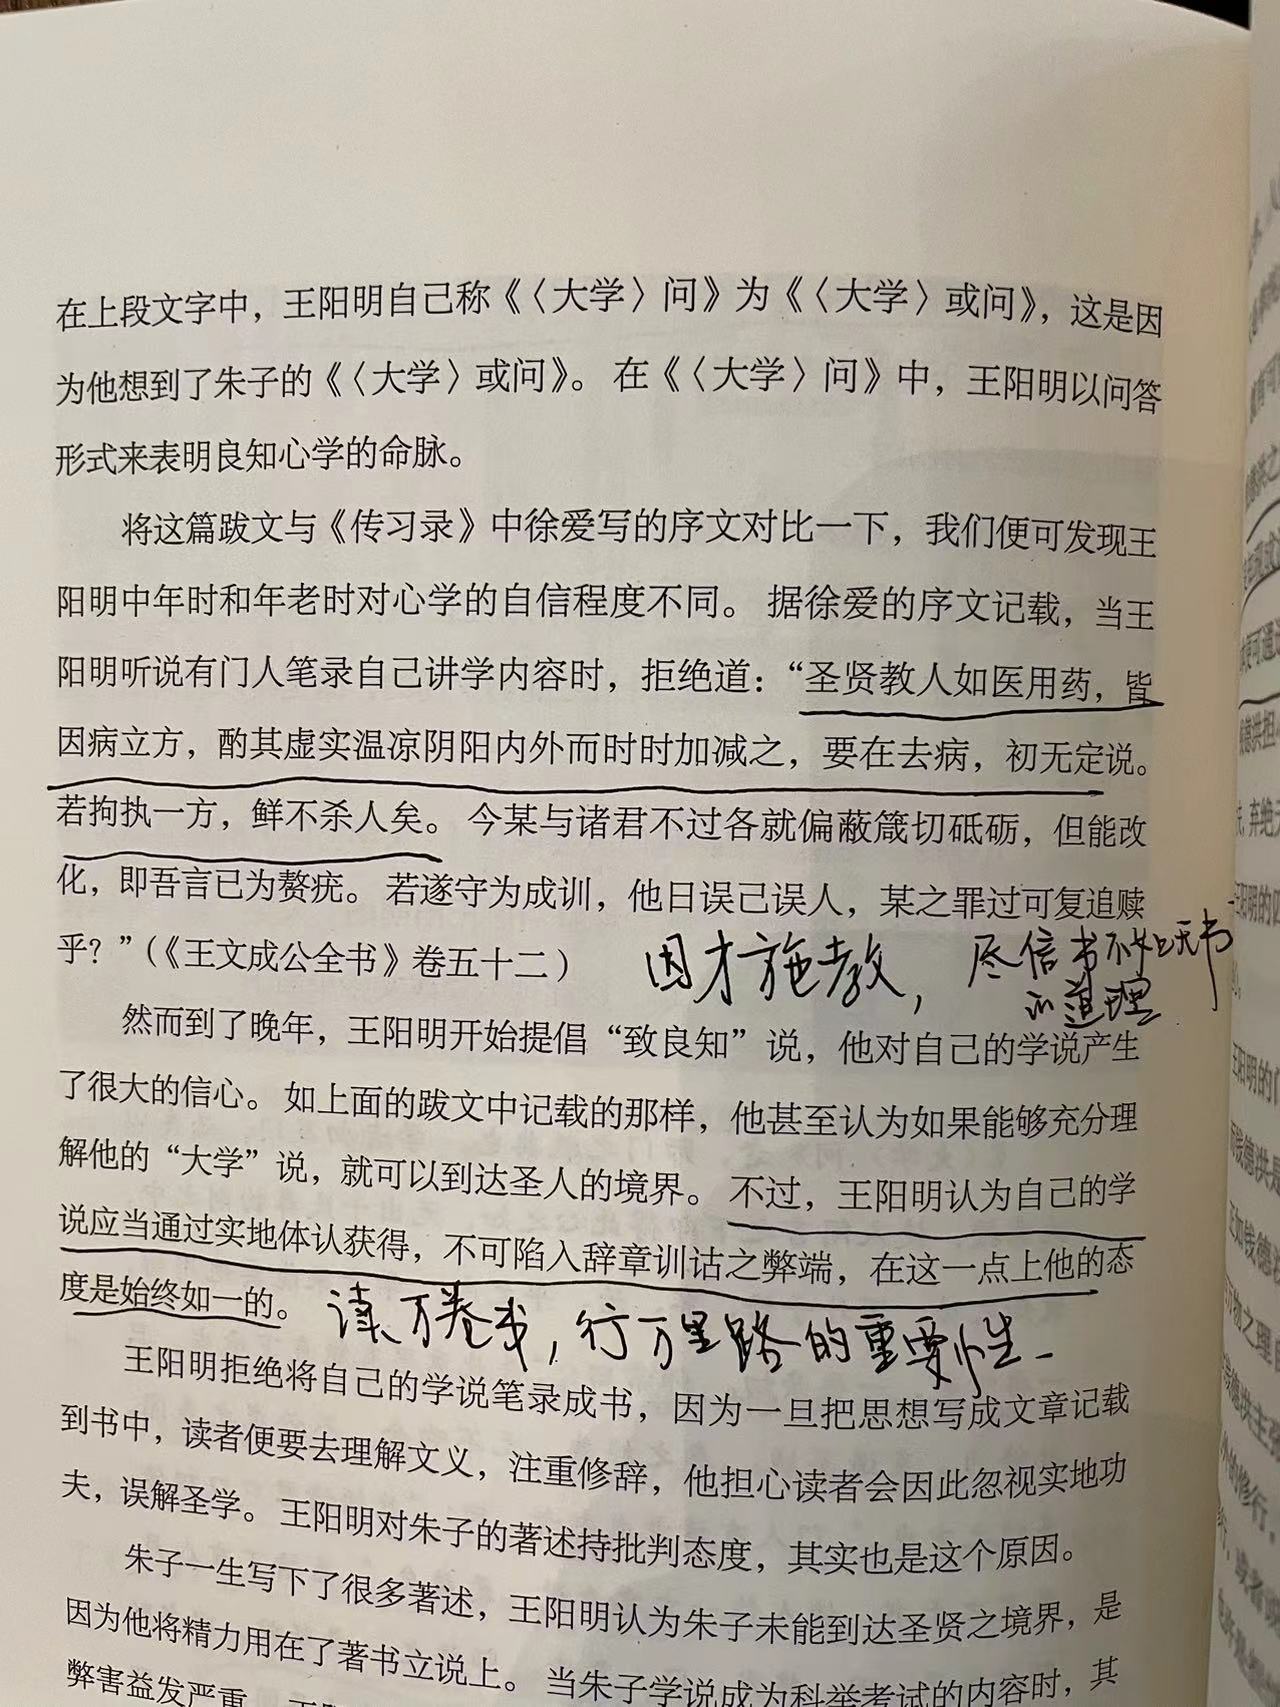 在上段文字中，王阳明自己称《〈大学〉问》为《〈大学〉或问》，这是因
为他想到了朱子的《〈大学〉或问》。在《〈大学〉问》中，王阳明以问答
形式来表明良知心学的命脉。
将这篇跋文与《传习录》中徐爱写的序文对比一下，我们便可发现王
阳明中年时和年老时对心学的自信程度不同。据徐爱的序文记载，当王
阳明听说有门人笔录自己讲学内容时，拒绝道：“圣贤教人如医用药，皆
因病立方，酌其虚实温凉阴阳内外而时时加减之，要在去病，初无定说。
若拘执一方，鲜不杀人矣。今某与诸君不过各就偏蔽箴切砥砺，但能改
化，即吾言已为赘疣。若遂守为成训，他日误己误人，某之罪过可复追赎
乎？”（《王文成公全书》卷五十二）
因才施教，尽信书不如无书
的道理
然而到了晚年，王阳明开始提倡“致良知”说，他对自己的学说产生
了很大的信心。如上面的跋文中记载的那样，他甚至认为如果能够充分理
解他的“大学”说，就可以到达圣人的境界。不过，王阳明认为自己的学
说应当通过实地体认获得，不可陷入辞章训诂之弊端，在这一点上他的态
度是始终如一的。
读万卷书，行万里路的重要性
王阳明拒绝将自己的学说笔录成书，因为一旦把思想写成文章记载
到书中，读者便要去理解文义，注重修辞，他担心读者会因此忽视实地功
夫，误解圣学。王阳明对朱子的著述持批判态度，其实也是这个原因。
朱子一生写下了很多著述，王阳明认为朱子未能到达圣贤之境界，是
因为他将精力用在了著书立说上。当朱子学说成为科举考试的内容时，其
弊害益发严重